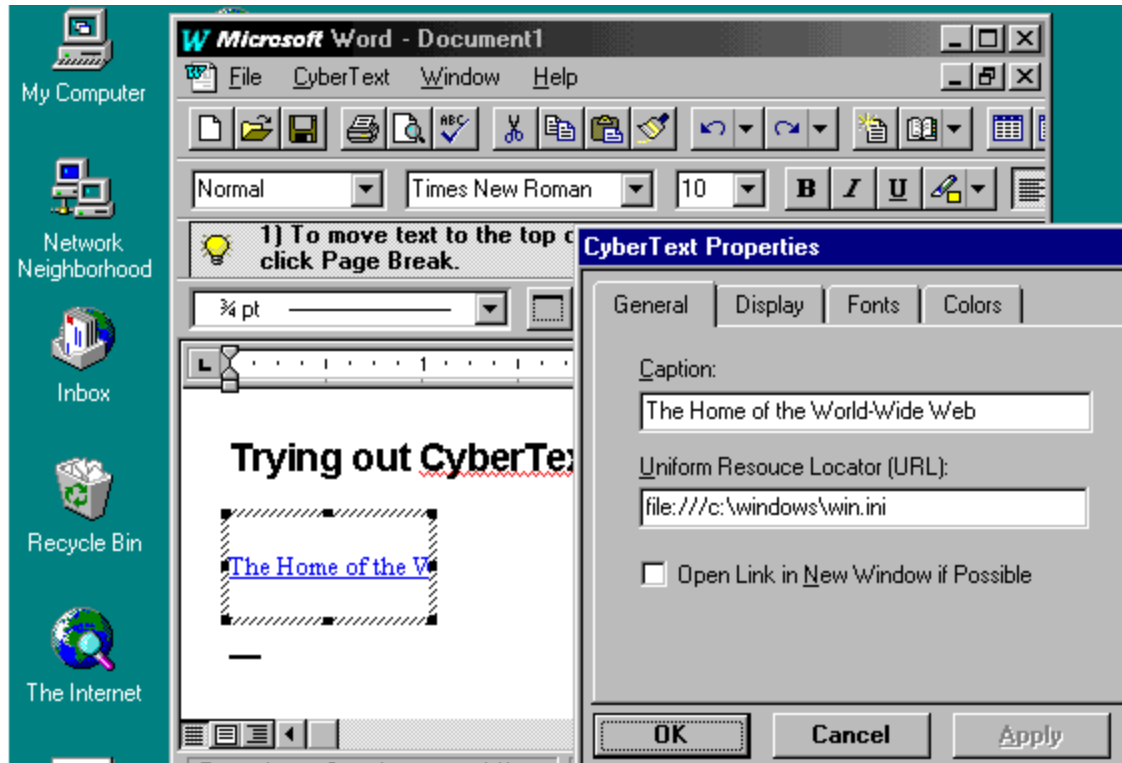 My Computer
Network
Neighborhood
Inbox
Recycle Bin
The Internet
Microsoft Word - Document1
File CyberText Window Help
ABC
Normal Times New Roman 10 B I U
1) To move text to the top
click Page Break.
¾ pt
1
Trying out CyberTe
The Home of the W
CyberText Properties
General Display Fonts Colors
Caption:
The Home of the World-Wide Web
Uniform Resouce Locator (URL):
file:///c:\windows\win.ini
Open Link in New Window if Possible
OK Cancel Apply